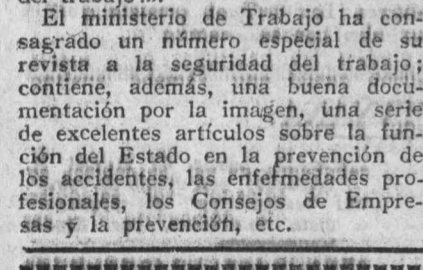 del trabajo...
El ministerio de Trabajo ha con-
sagrado un número especial de su
revista a la seguridad del trabajo;
contiene, además, una buena docu-
mentación por la imagen, una serie
de excelentes artículos sobre la fun-
ción del Estado en la prevención de
los accidentes, las enfermedades pro-
fesionales, los Consejos de Empre-
sas y la prevención, etc.